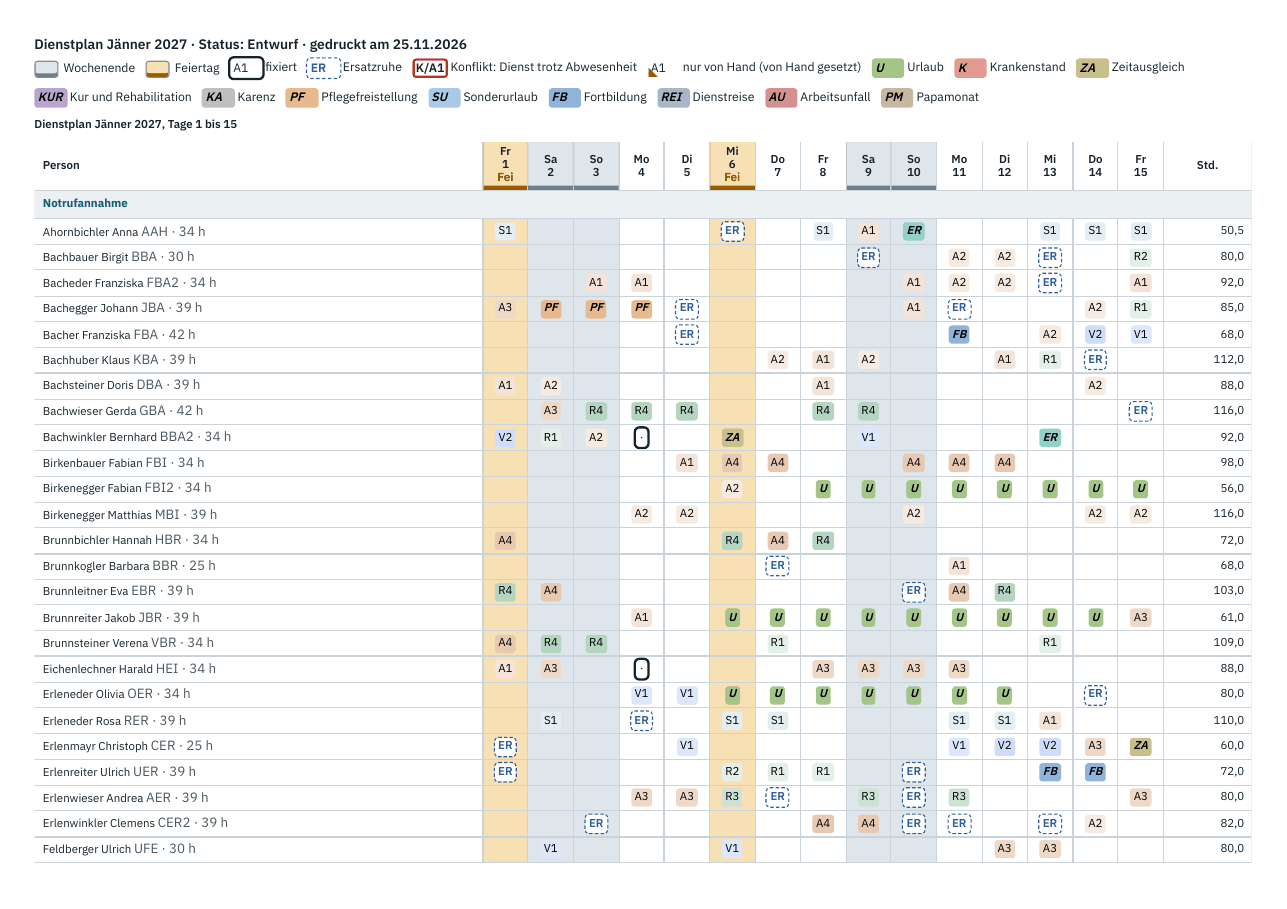 Dienstplan Jänner 2027 · Status: Entwurf · gedruckt am 25.11.2026
Wochenende Feiertag A1 fixiert ER Ersatzruhe K/A1 Konflikt: Dienst trotz Abwesenheit A1 nur von Hand (von Hand gesetzt) U Urlaub K Krankenstand ZA Zeitausgleich
KUR Kur und Rehabilitation KA Karenz PF Pflegefreistellung SU Sonderurlaub FB Fortbildung REI Dienstreise AU Arbeitsunfall PM Papamonat
Dienstplan Jänner 2027, Tage 1 bis 15
Person Fr 1 Fei Sa 2 So 3 Mo 4 Di 5 Mi 6 Fei Do 7 Fr 8 Sa 9 So 10 Mo 11 Di 12 Mi 13 Do 14 Fr 15 Std.
Notrufannahme
Ahornbichler Anna AAH · 34 h S1 ER S1 A1 ER S1 S1 S1 50,5
Bachbauer Birgit BBA · 30 h ER A2 A2 ER R2 80,0
Bacheder Franziska FBA2 · 34 h A1 A1 A1 A2 A2 ER A1 92,0
Bachegger Johann JBA · 39 h A3 PF PF PF ER A1 ER A2 R1 85,0
Bacher Franziska FBA · 42 h ER FB A2 V2 V1 68,0
Bachhuber Klaus KBA · 39 h A2 A1 A2 A1 R1 ER 112,0
Bachsteiner Doris DBA · 39 h A1 A2 A1 A2 88,0
Bachwieser Gerda GBA · 42 h A3 R4 R4 R4 R4 R4 ER 116,0
Bachwinkler Bernhard BBA2 · 34 h V2 R1 A2 · ZA V1 ER 92,0
Birkenbauer Fabian FBI · 34 h A1 A4 A4 A4 A4 A4 98,0
Birkenegger Fabian FBI2 · 34 h A2 U U U U U U U U 56,0
Birkenegger Matthias MBI · 39 h A2 A2 A2 A2 A2 116,0
Brunnbichler Hannah HBR · 34 h A4 R4 A4 R4 72,0
Brunnkogler Barbara BBR · 25 h ER A1 68,0
Brunnleitner Eva EBR · 39 h R4 A4 ER A4 R4 103,0
Brunnreiter Jakob JBR · 39 h A1 U U U U U U U U U A3 61,0
Brunnsteiner Verena VBR · 34 h A4 R4 R4 R1 R1 109,0
Eichenlechner Harald HEI · 34 h A1 A3 · A3 A3 A3 A3 88,0
Erleneder Olivia OER · 34 h V1 V1 U U U U U U U ER 80,0
Erleneder Rosa RER · 39 h S1 ER S1 S1 S1 S1 A1 110,0
Erlenmayr Christoph CER · 25 h ER V1 V1 V2 V2 A3 ZA 60,0
Erlenreiter Ulrich UER · 39 h ER R2 R1 R1 ER FB FB 72,0
Erlenwieser Andrea AER · 39 h A3 A3 R3 ER R3 ER R3 A3 80,0
Erlenwinkler Clemens CER2 · 39 h ER A4 A4 ER ER ER A2 82,0
Feldberger Ulrich UFE · 30 h V1 V1 A3 A3 80,0